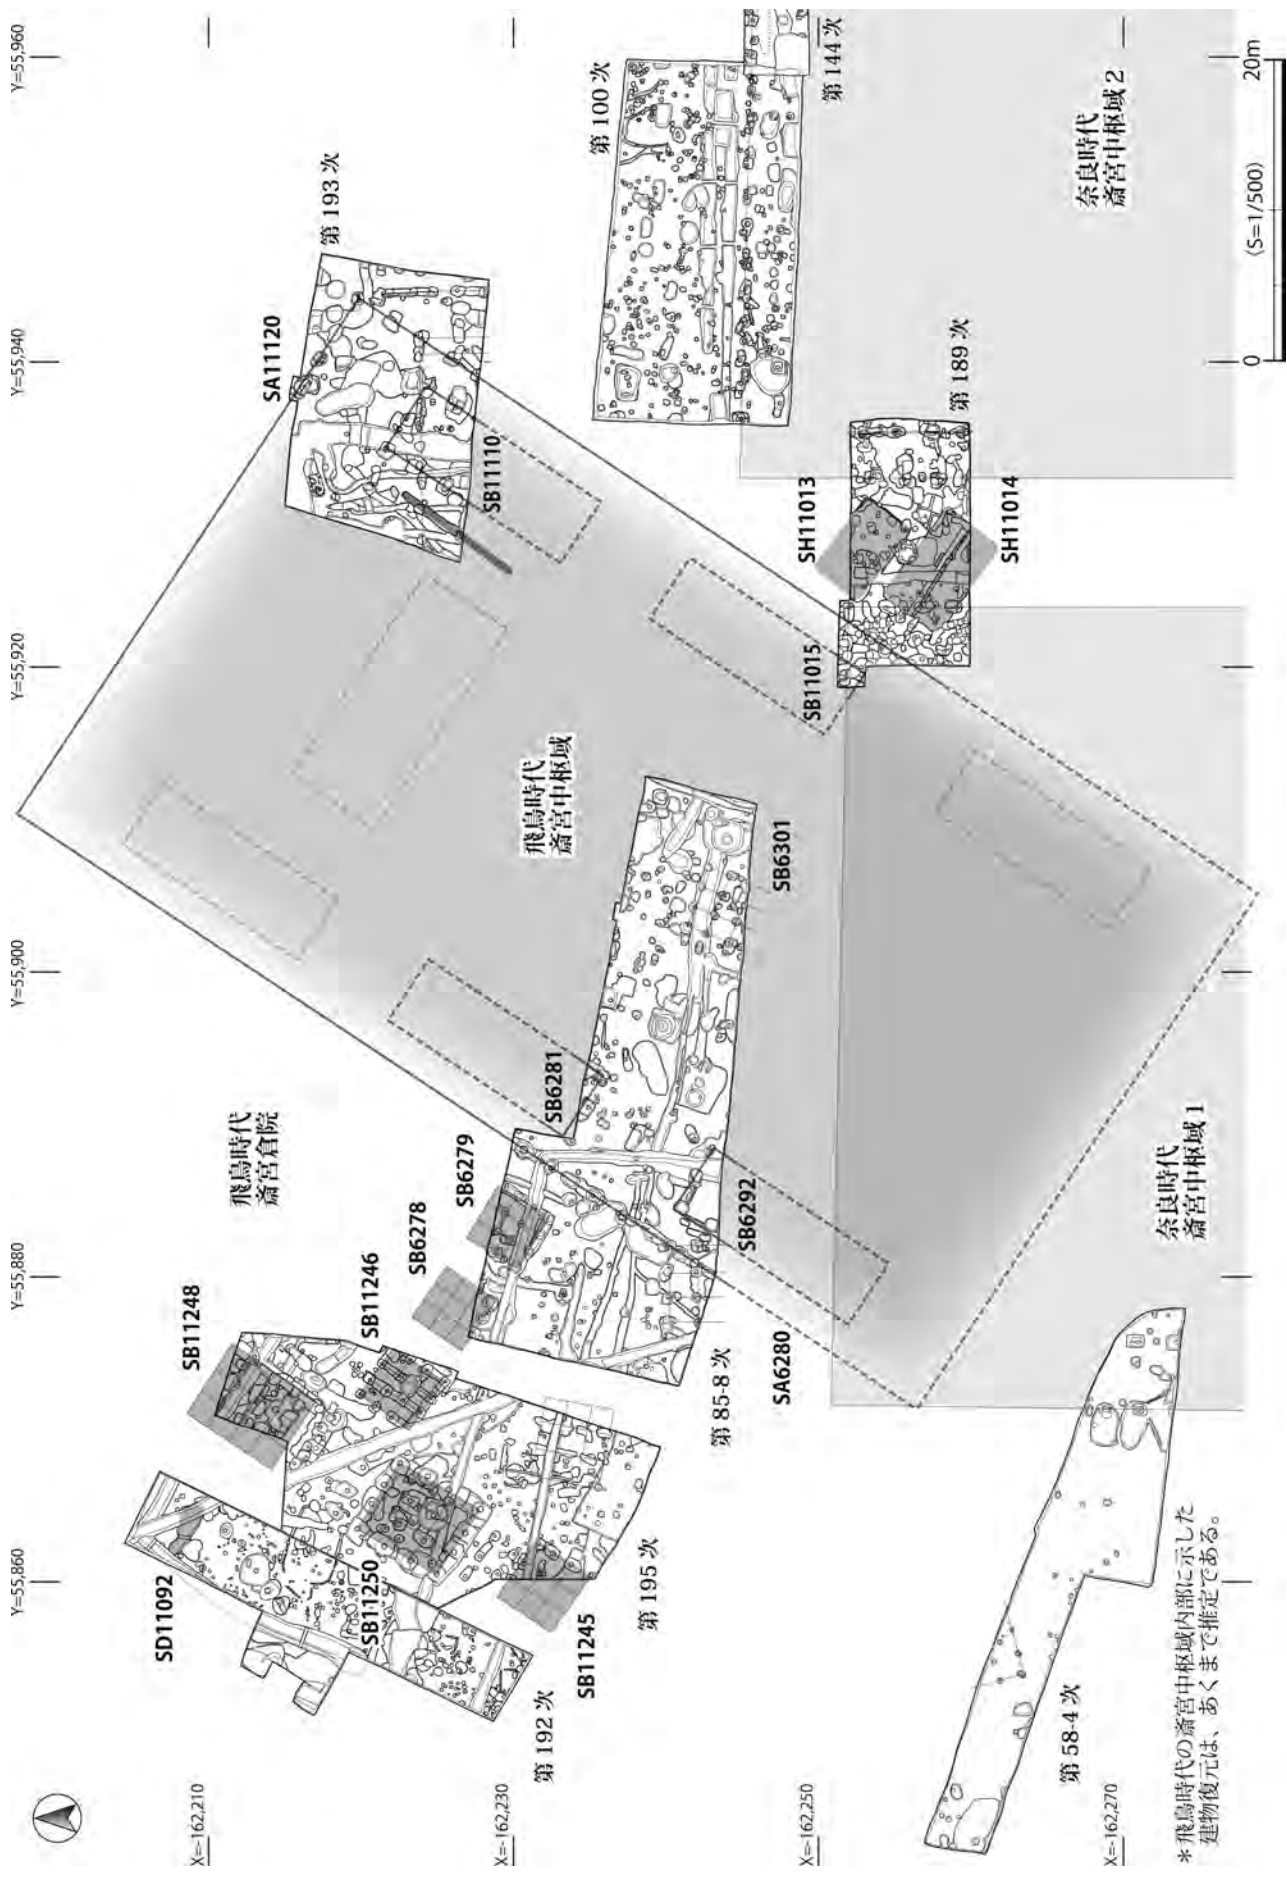 Y=55,960
Y=55,940
Y=55,920
Y=55,900
Y=55,880
Y=55,860
X=-162,210
X=-162,230
X=-162,250
X=-162,270
第 144 次
第 100 次
第 193 次
SA11120
SB11110
奈良時代
斎宮中枢域 2
20m
(S=1/500)
0
第 189 次
SH11013
SH11014
SB11015
飛鳥時代
斎宮中枢域
SB6301
SB6281
SB6279
SB6278
SB6292
SA6280
飛鳥時代
斎宮倉院
SB11248
SB11246
第 85-8 次
奈良時代
斎宮中枢域 1
SD11092
SB11250
SB11245
第 195 次
第 192 次
第 58-4 次
＊飛鳥時代の斎宮中枢域内部に示した
建物復元は、あくまで推定である。